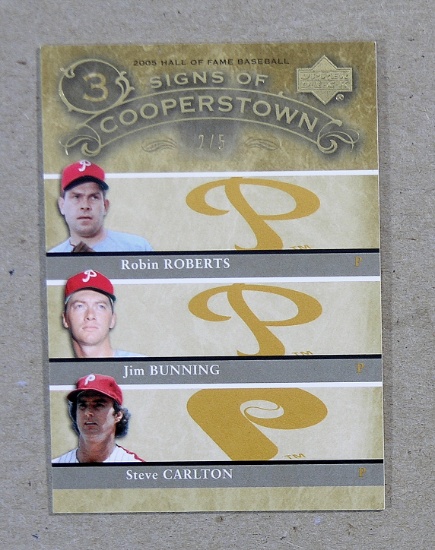 2005 HALL OF FAME BASEBALL
3 SIGNS OF
COOPERSTOWN
2/5
P
Robin ROBERTS P
P
Jim BUNNING P
P
Steve CARLTON P